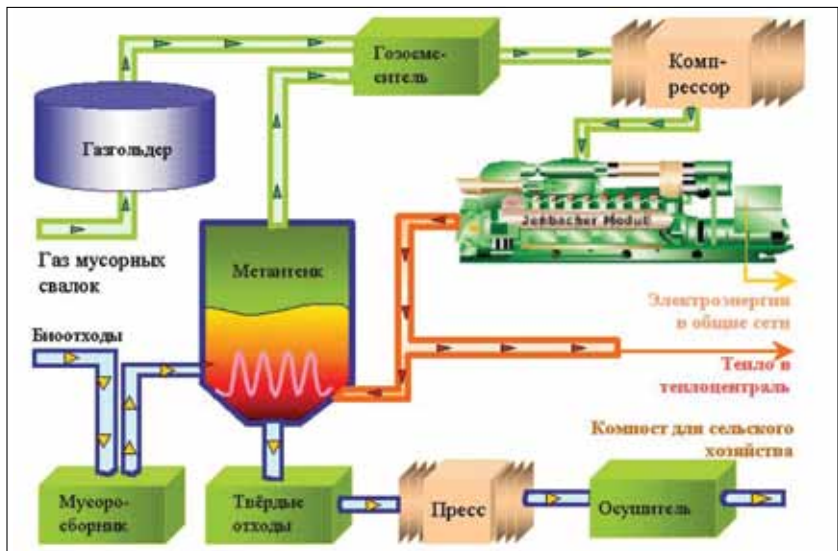 Гозосме-
ситель
Комп-
рессор
Газгольдер
Jenbacher Modul
Газ мусорных
свалок
Метантенк
Электроэнергия
в общие сети
Биоотходы
Тепло в
теплоцентраль
Компост для сельского
хозяйства
Мусоро-
сборник
Твёрдые
отходы
Пресс
Осушитель